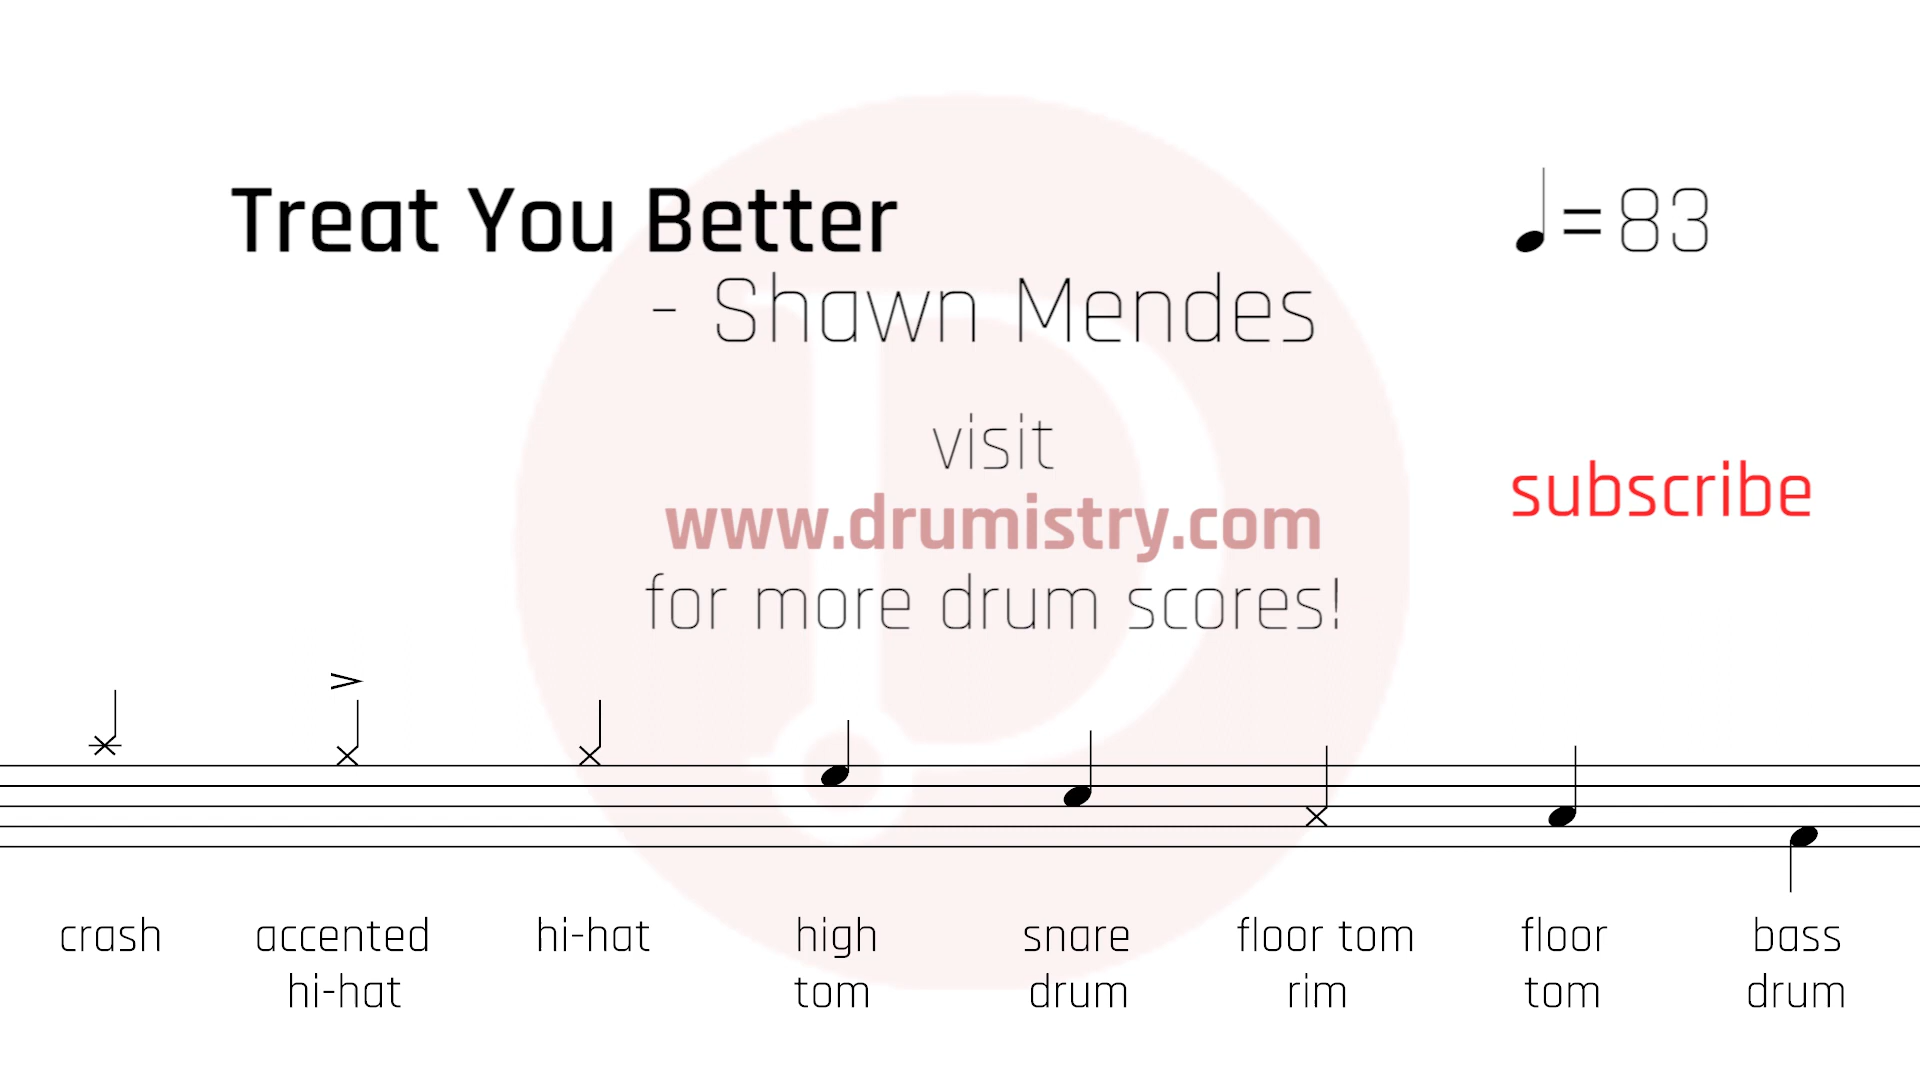 Treat You Better
- Shawn Mendes
=83
visit
www.drumistry.com
for more drum scores!
subscribe
>
crash
accented
hi-hat
hi-hat
high
tom
snare
drum
floor tom
rim
floor
tom
bass
drum